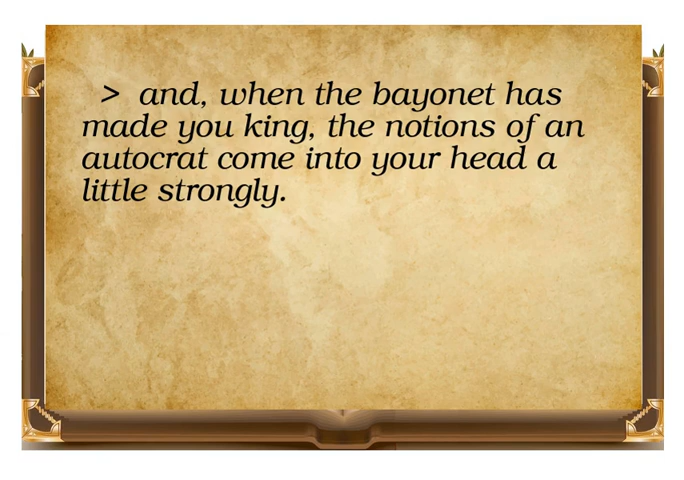 > and, when the bayonet has
made you king, the notions of an
autocrat come into your head a
little strongly.